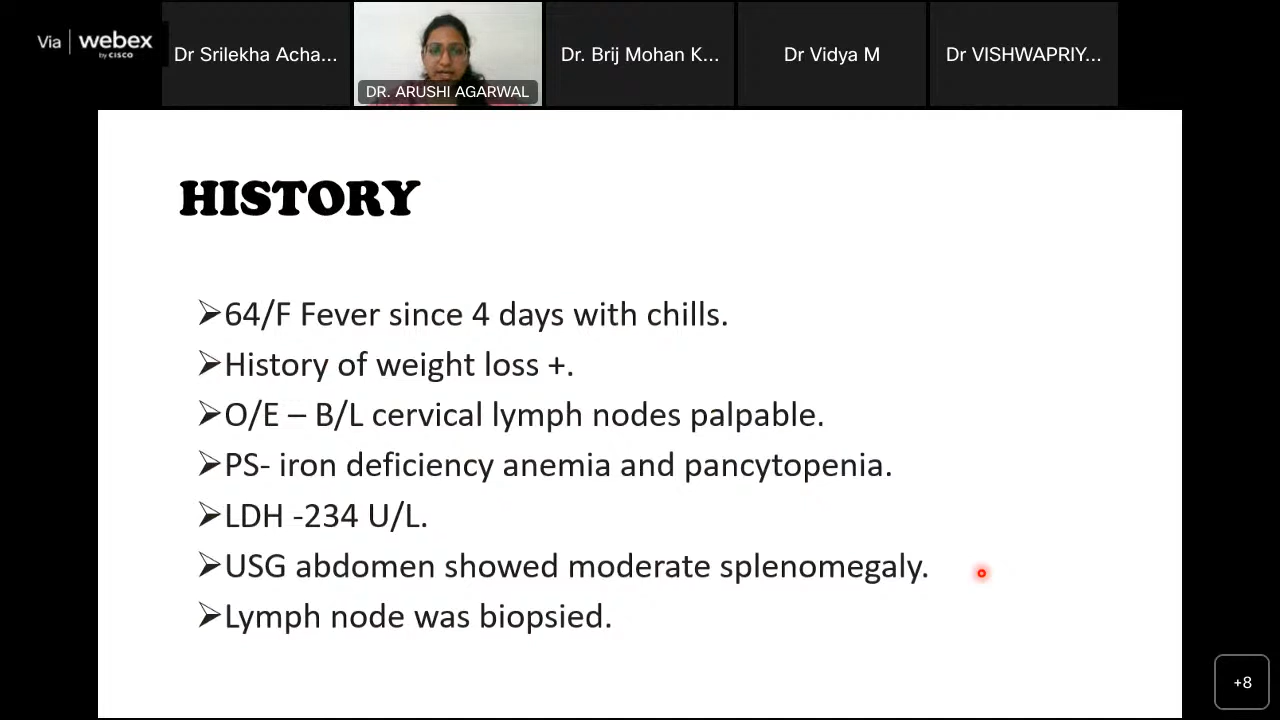 Via webex
by CISCO
Dr Srilekha Acha...
DR. ARUSHI AGARWAL
Dr. Brij Mohan K...
Dr Vidya M
Dr VISHWAPRIY...
HISTORY
➢64/F Fever since 4 days with chills.
➢History of weight loss +.
➢O/E – B/L cervical lymph nodes palpable.
➢PS- iron deficiency anemia and pancytopenia.
➢LDH -234 U/L.
➢USG abdomen showed moderate splenomegaly.
➢Lymph node was biopsied.
+8